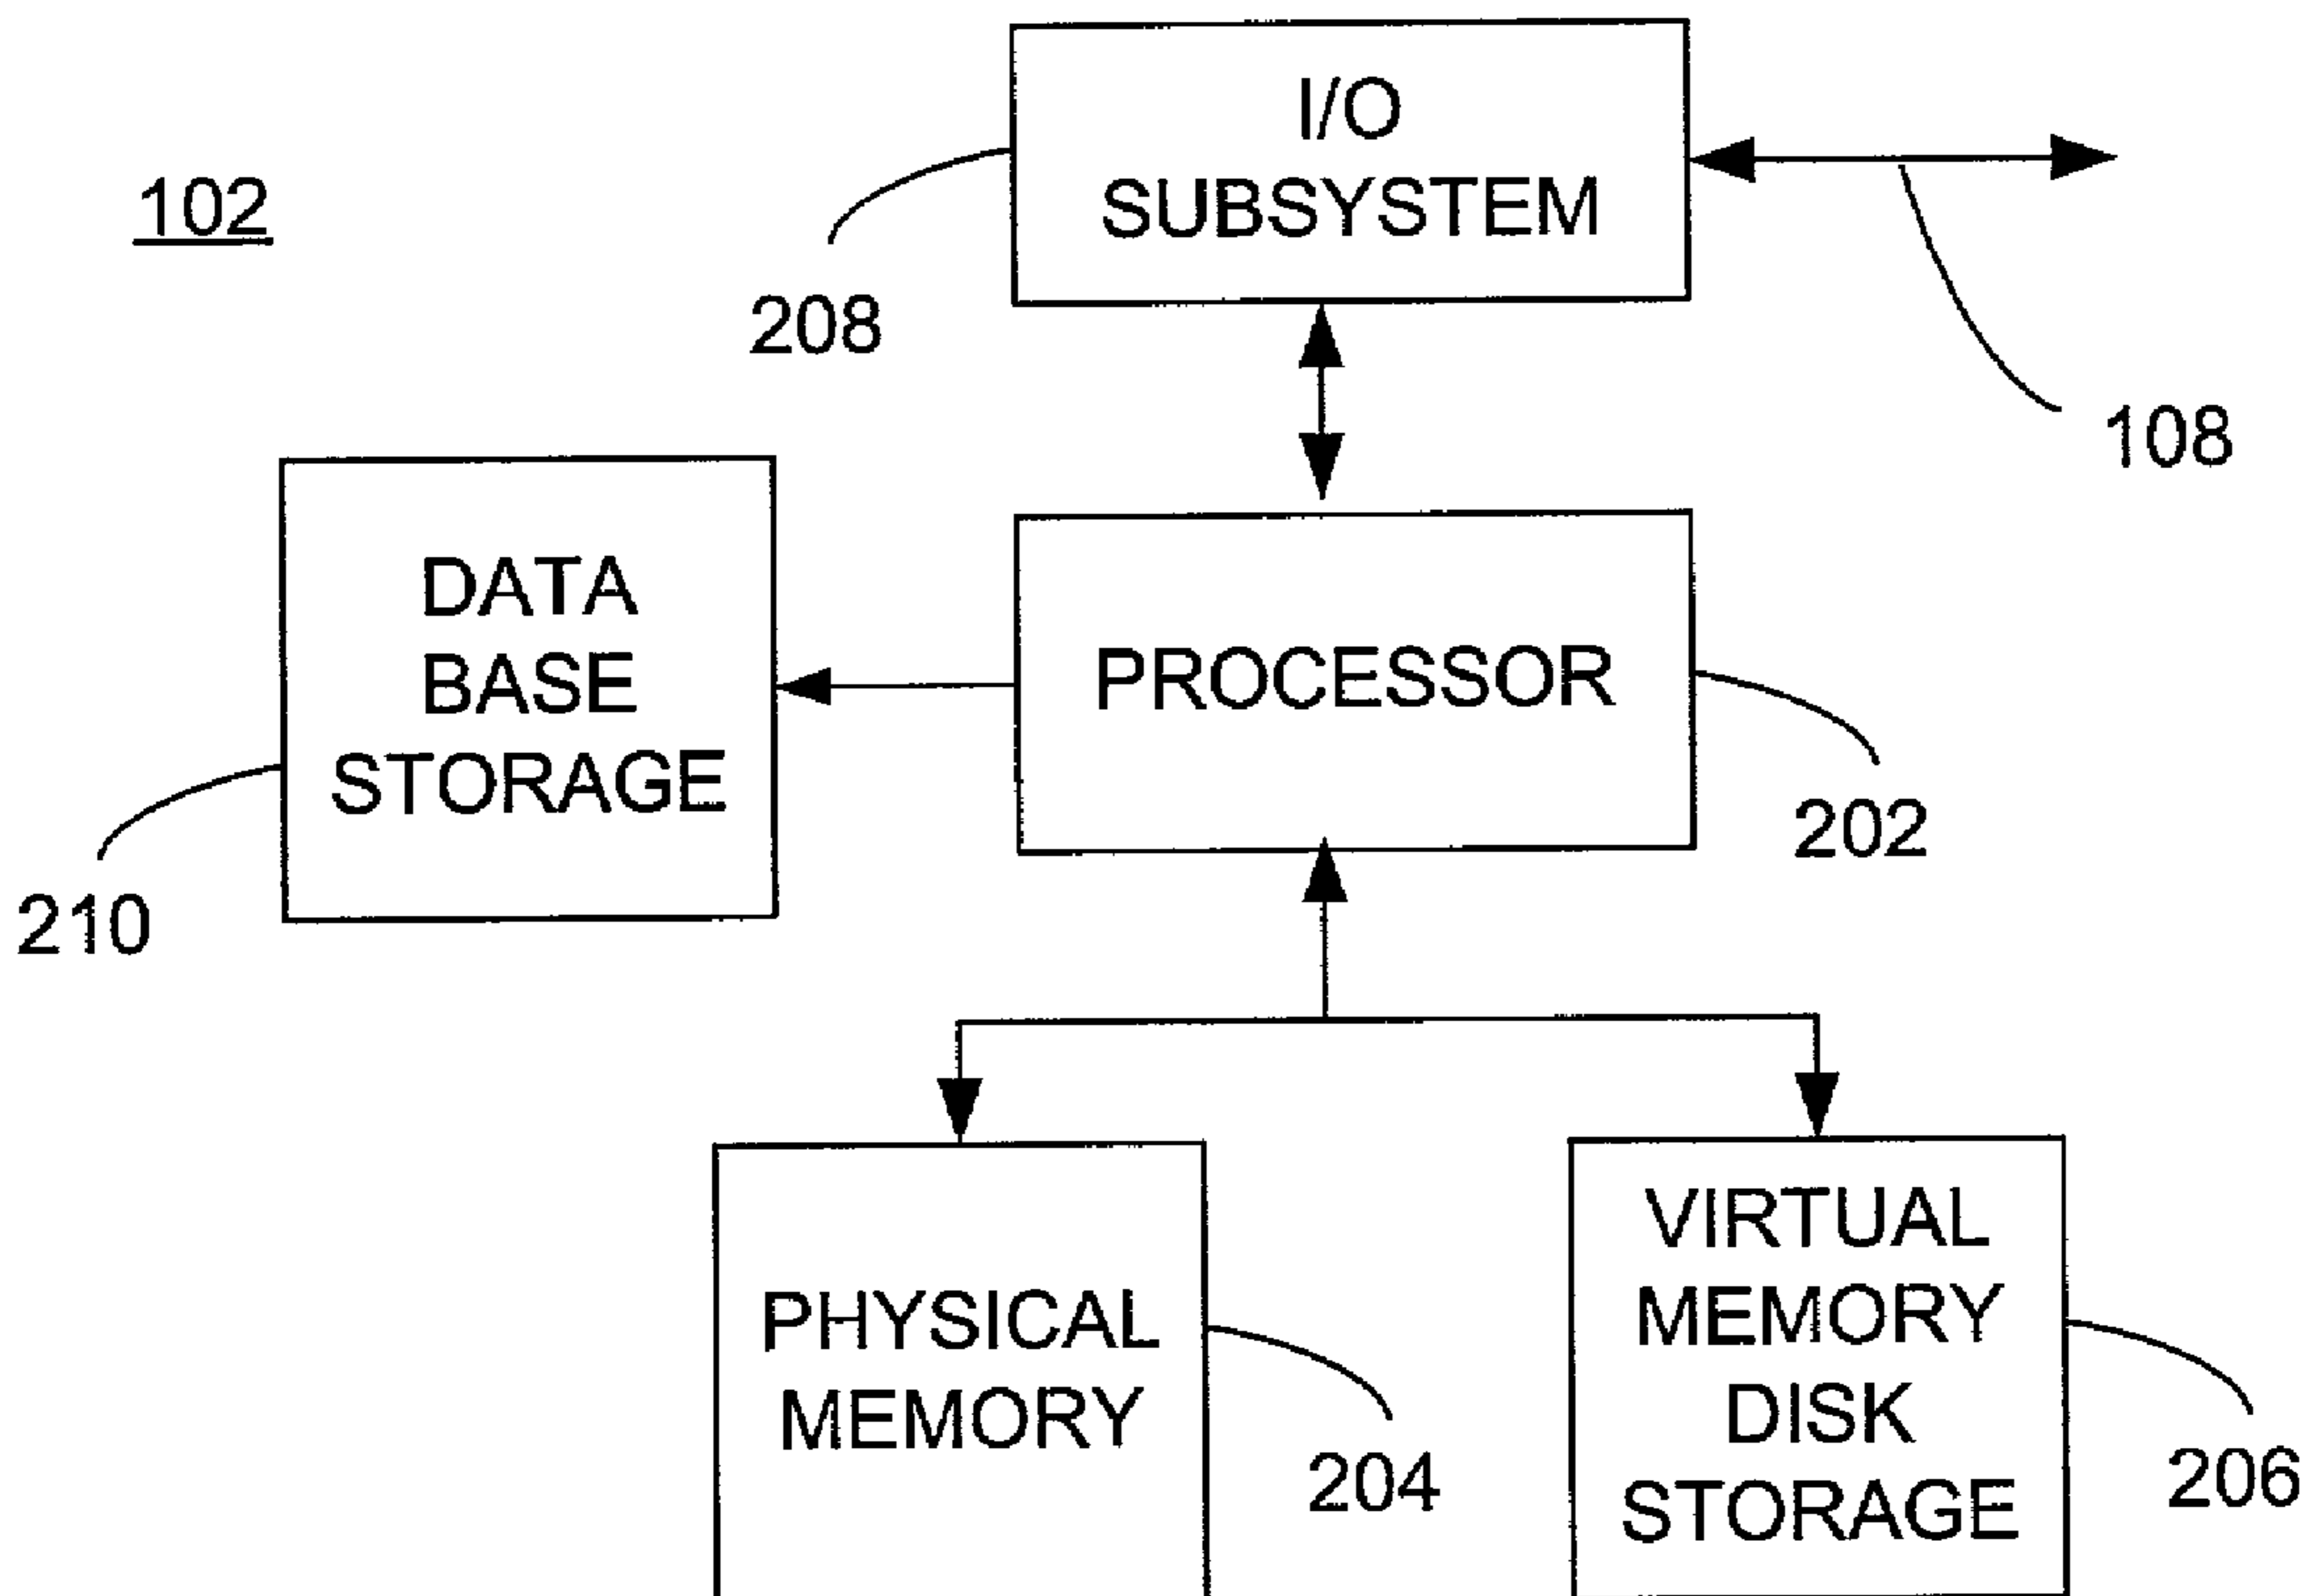 I/O
SUBSYSTEM
102
208
108
DATA
BASE
STORAGE
PROCESSOR
202
210
PHYSICAL
MEMORY
204
VIRTUAL
MEMORY
DISK
STORAGE
206